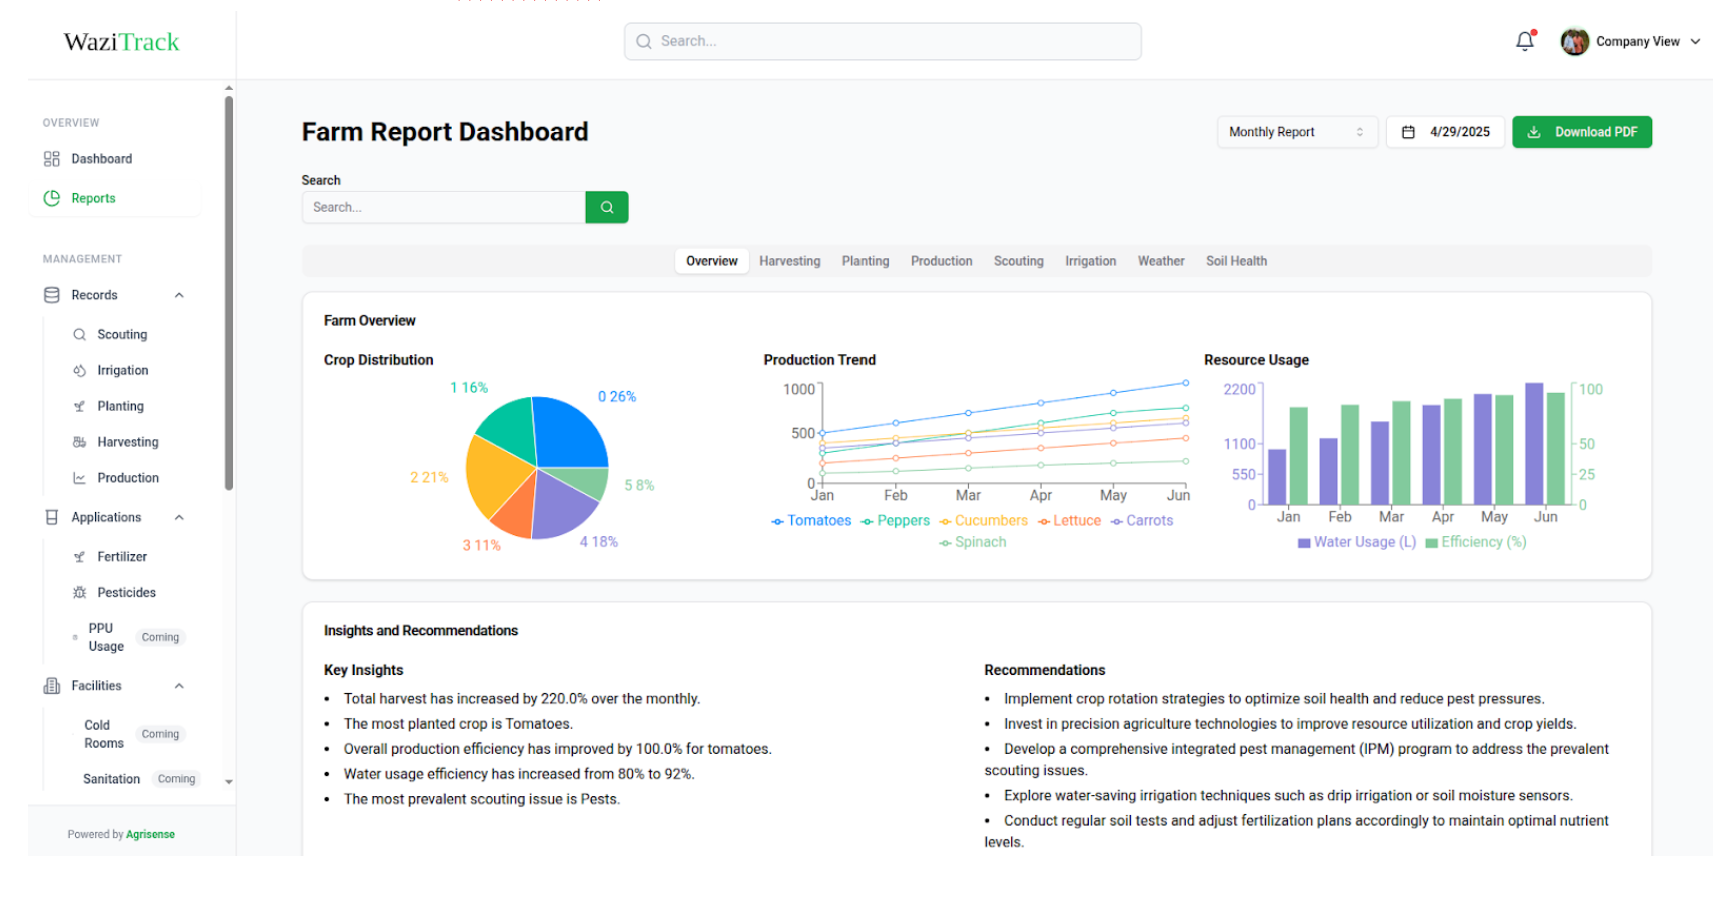 WaziTrack
Search...
Company View
OVERVIEW
Dashboard
Reports
MANAGEMENT
Records
Scouting
Irrigation
Planting
Harvesting
Production
Applications
Fertilizer
Pesticides
PPU
Usage
Coming
Facilities
Cold
Rooms
Coming
Sanitation Coming
Powered by Agrisense
Farm Report Dashboard
Monthly Report
4/29/2025
Download PDF
Search
Search...
Overview Harvesting Planting Production Scouting Irrigation Weather Soil Health
Farm Overview
Crop Distribution
1 16%
0 26%
2 21%
5 8%
3 11%
4 18%
Production Trend
1000
500
0
Jan Feb Mar Apr May Jun
Tomatoes Peppers Cucumbers Lettuce Carrots
Spinach
Resource Usage
2200 100
1100 50
550 25
0 0
Jan Feb Mar Apr May Jun
Water Usage (L) Efficiency (%)
Insights and Recommendations
Key Insights
• Total harvest has increased by 220.0% over the monthly.
• The most planted crop is Tomatoes.
• Overall production efficiency has improved by 100.0% for tomatoes.
• Water usage efficiency has increased from 80% to 92%.
• The most prevalent scouting issue is Pests.
Recommendations
• Implement crop rotation strategies to optimize soil health and reduce pest pressures.
• Invest in precision agriculture technologies to improve resource utilization and crop yields.
• Develop a comprehensive integrated pest management (IPM) program to address the prevalent
scouting issues.
• Explore water-saving irrigation techniques such as drip irrigation or soil moisture sensors.
• Conduct regular soil tests and adjust fertilization plans accordingly to maintain optimal nutrient
levels.